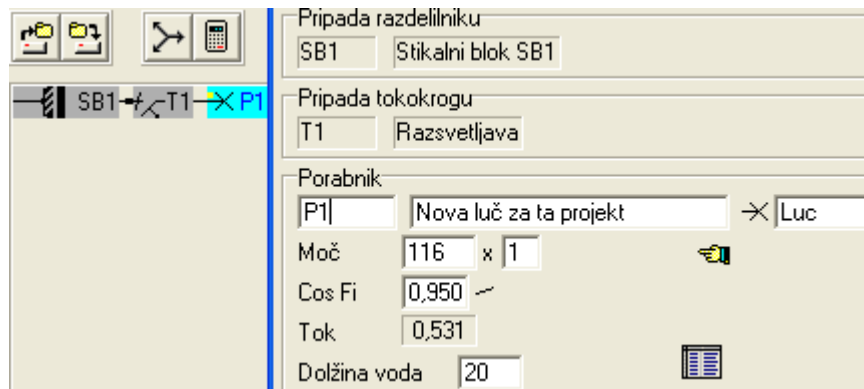 Pripada razdelilniku
SB1 Stikalni blok SB1
SB1 T1 P1
Pripada tokokrogu
T1 Razsvetljava
Porabnik
P1 Nova luč za ta projekt Luc
Moč 116 x 1
Cos Fi 0,950
Tok 0,531
Dolžina voda 20